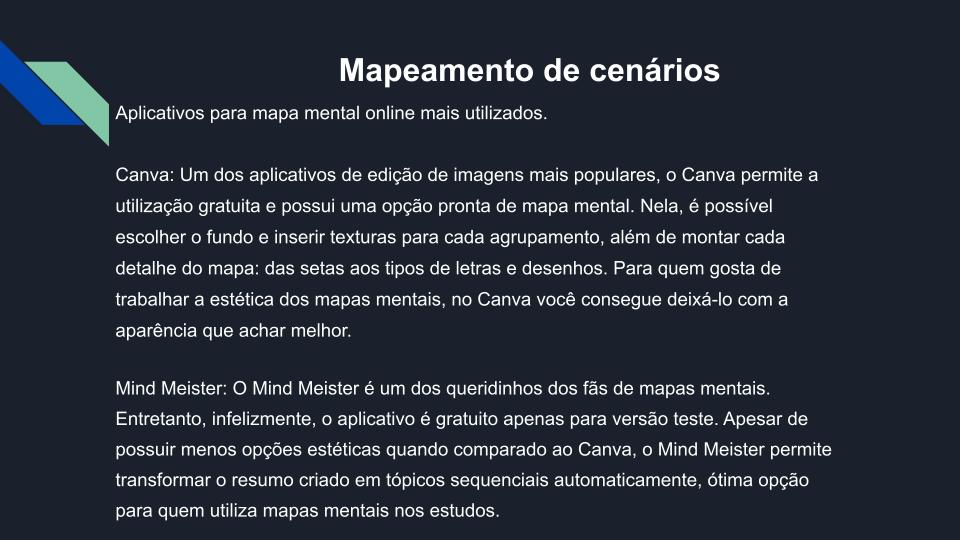 Mapeamento de cenários
Aplicativos para mapa mental online mais utilizados.
Canva: Um dos aplicativos de edição de imagens mais populares, o Canva permite a
utilização gratuita e possui uma opção pronta de mapa mental. Nela, é possível
escolher o fundo e inserir texturas para cada agrupamento, além de montar cada
detalhe do mapa: das setas aos tipos de letras e desenhos. Para quem gosta de
trabalhar a estética dos mapas mentais, no Canva você consegue deixá-lo com a
aparência que achar melhor.
Mind Meister: O Mind Meister é um dos queridinhos dos fãs de mapas mentais.
Entretanto, infelizmente, o aplicativo é gratuito apenas para versão teste. Apesar de
possuir menos opções estéticas quando comparado ao Canva, o Mind Meister permite
transformar o resumo criado em tópicos sequenciais automaticamente, ótima opção
para quem utiliza mapas mentais nos estudos.